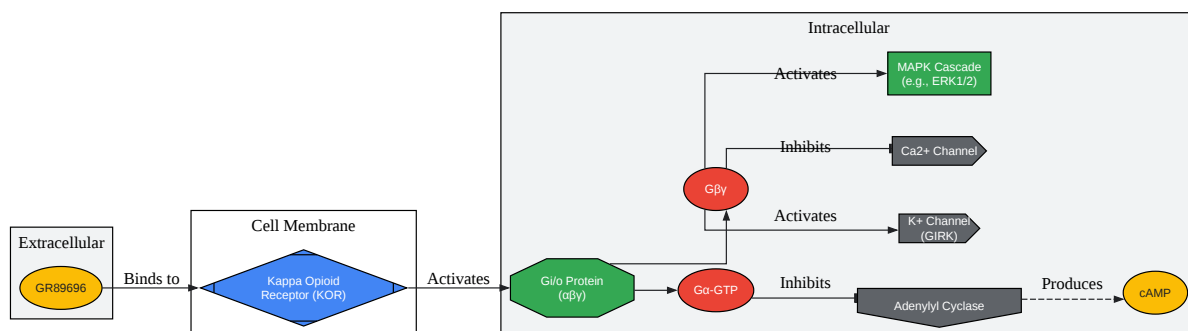 Intracellular
Activates
MAPK Cascade
(e.g., ERK1/2)
Inhibits
Ca2+ Channel
Gβγ
Activates
K+ Channel
(GIRK)
Cell Membrane
Extracellular
GR89696
Binds to
Kappa Opioid
Receptor (KOR)
Activates
Gi/o Protein
(αβγ)
Gα-GTP
Inhibits
Adenylyl Cyclase
Produces
cAMP